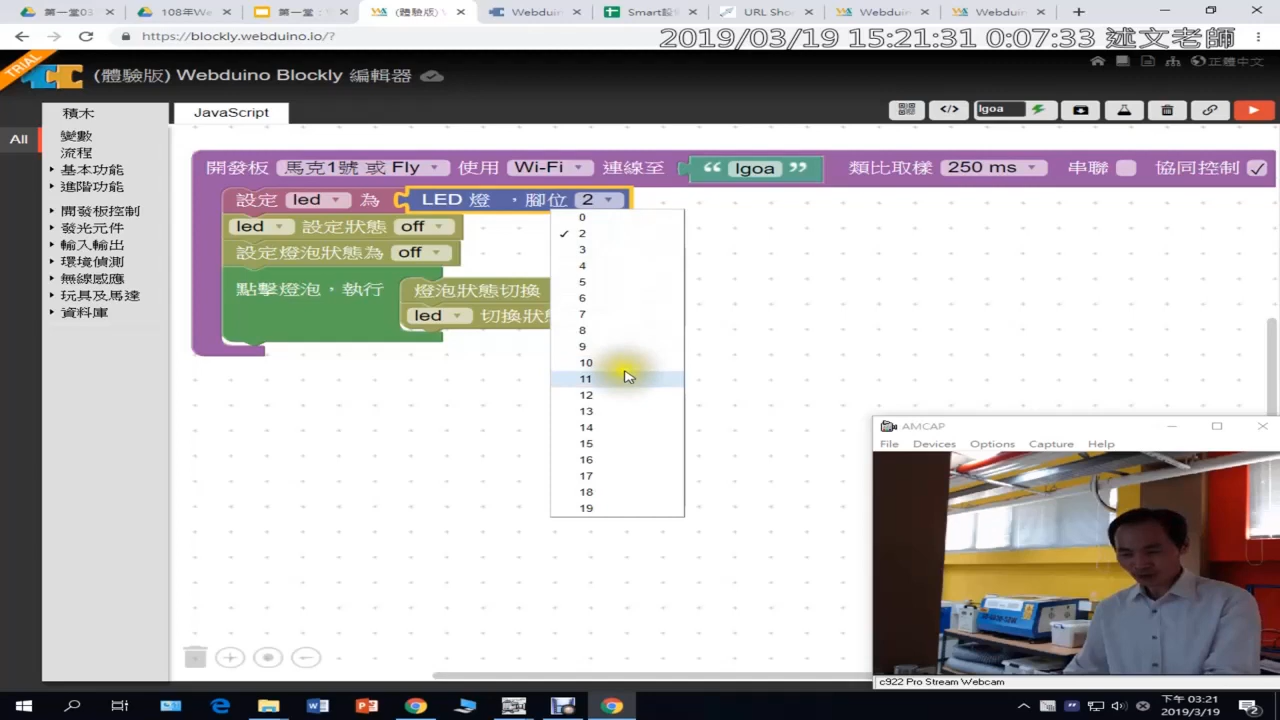 第一堂03
108年We
第一堂：
(體驗版)
Webduin
Smart設
URL Sho
Webduin
Webduin
https://blockly.webduino.io/?
2019/03/19 15:21:31 0:07:33 述文老師
TRIAL
(體驗版) Webduino Blockly 編輯器
正體中文
積木
JavaScript
</>
lgoa
All
變數
流程
基本功能
進階功能
開發板控制
發光元件
輸入輸出
環境偵測
無線感應
玩具及馬達
資料庫
開發板 馬克1號 或 Fly 使用 Wi-Fi 連線至 “ lgoa ” 類比取樣 250 ms 串聯 協同控制
設定 led 為 LED 燈 ，腳位 2
led 設定狀態 off
設定燈泡狀態為 off
點擊燈泡，執行 燈泡狀態切換
led 切換狀
0
2
3
4
5
6
7
8
9
10
11
12
13
14
15
16
17
18
19
AMCAP
File Devices Options Capture Help
c922 Pro Stream Webcam
下午 03:21
2019/3/19
2